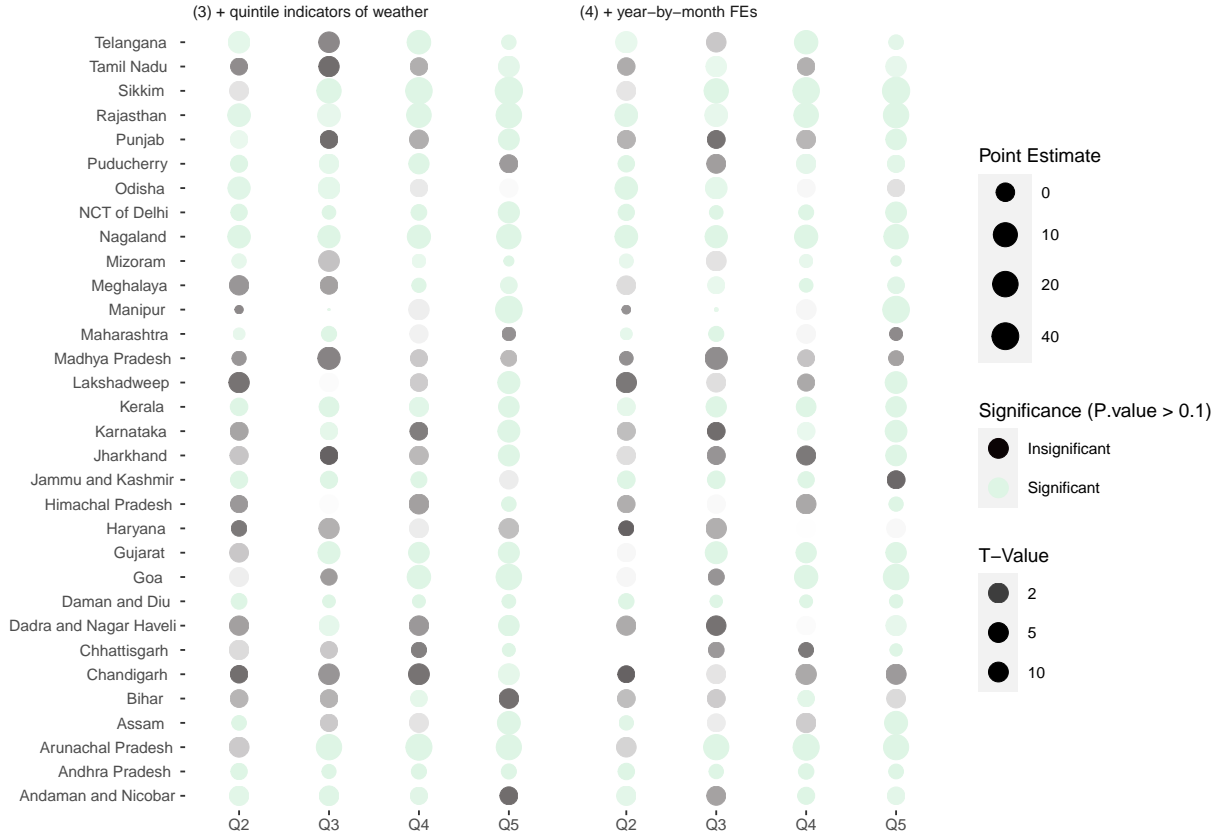 (3) + quintile indicators of weather
(4) + year−by−month FEs
Telangana
Tamil Nadu
Sikkim
Rajasthan
Punjab
Puducherry
Odisha
NCT of Delhi
Nagaland
Mizoram
Meghalaya
Manipur
Maharashtra
Madhya Pradesh
Lakshadweep
Kerala
Karnataka
Jharkhand
Jammu and Kashmir
Himachal Pradesh
Haryana
Gujarat
Goa
Daman and Diu
Dadra and Nagar Haveli
Chhattisgarh
Chandigarh
Bihar
Assam
Arunachal Pradesh
Andhra Pradesh
Andaman and Nicobar
Q2 Q3 Q4 Q5 Q2 Q3 Q4 Q5
Point Estimate
0
10
20
40
Significance (P.value > 0.1)
Insignificant
Significant
T−Value
2
5
10